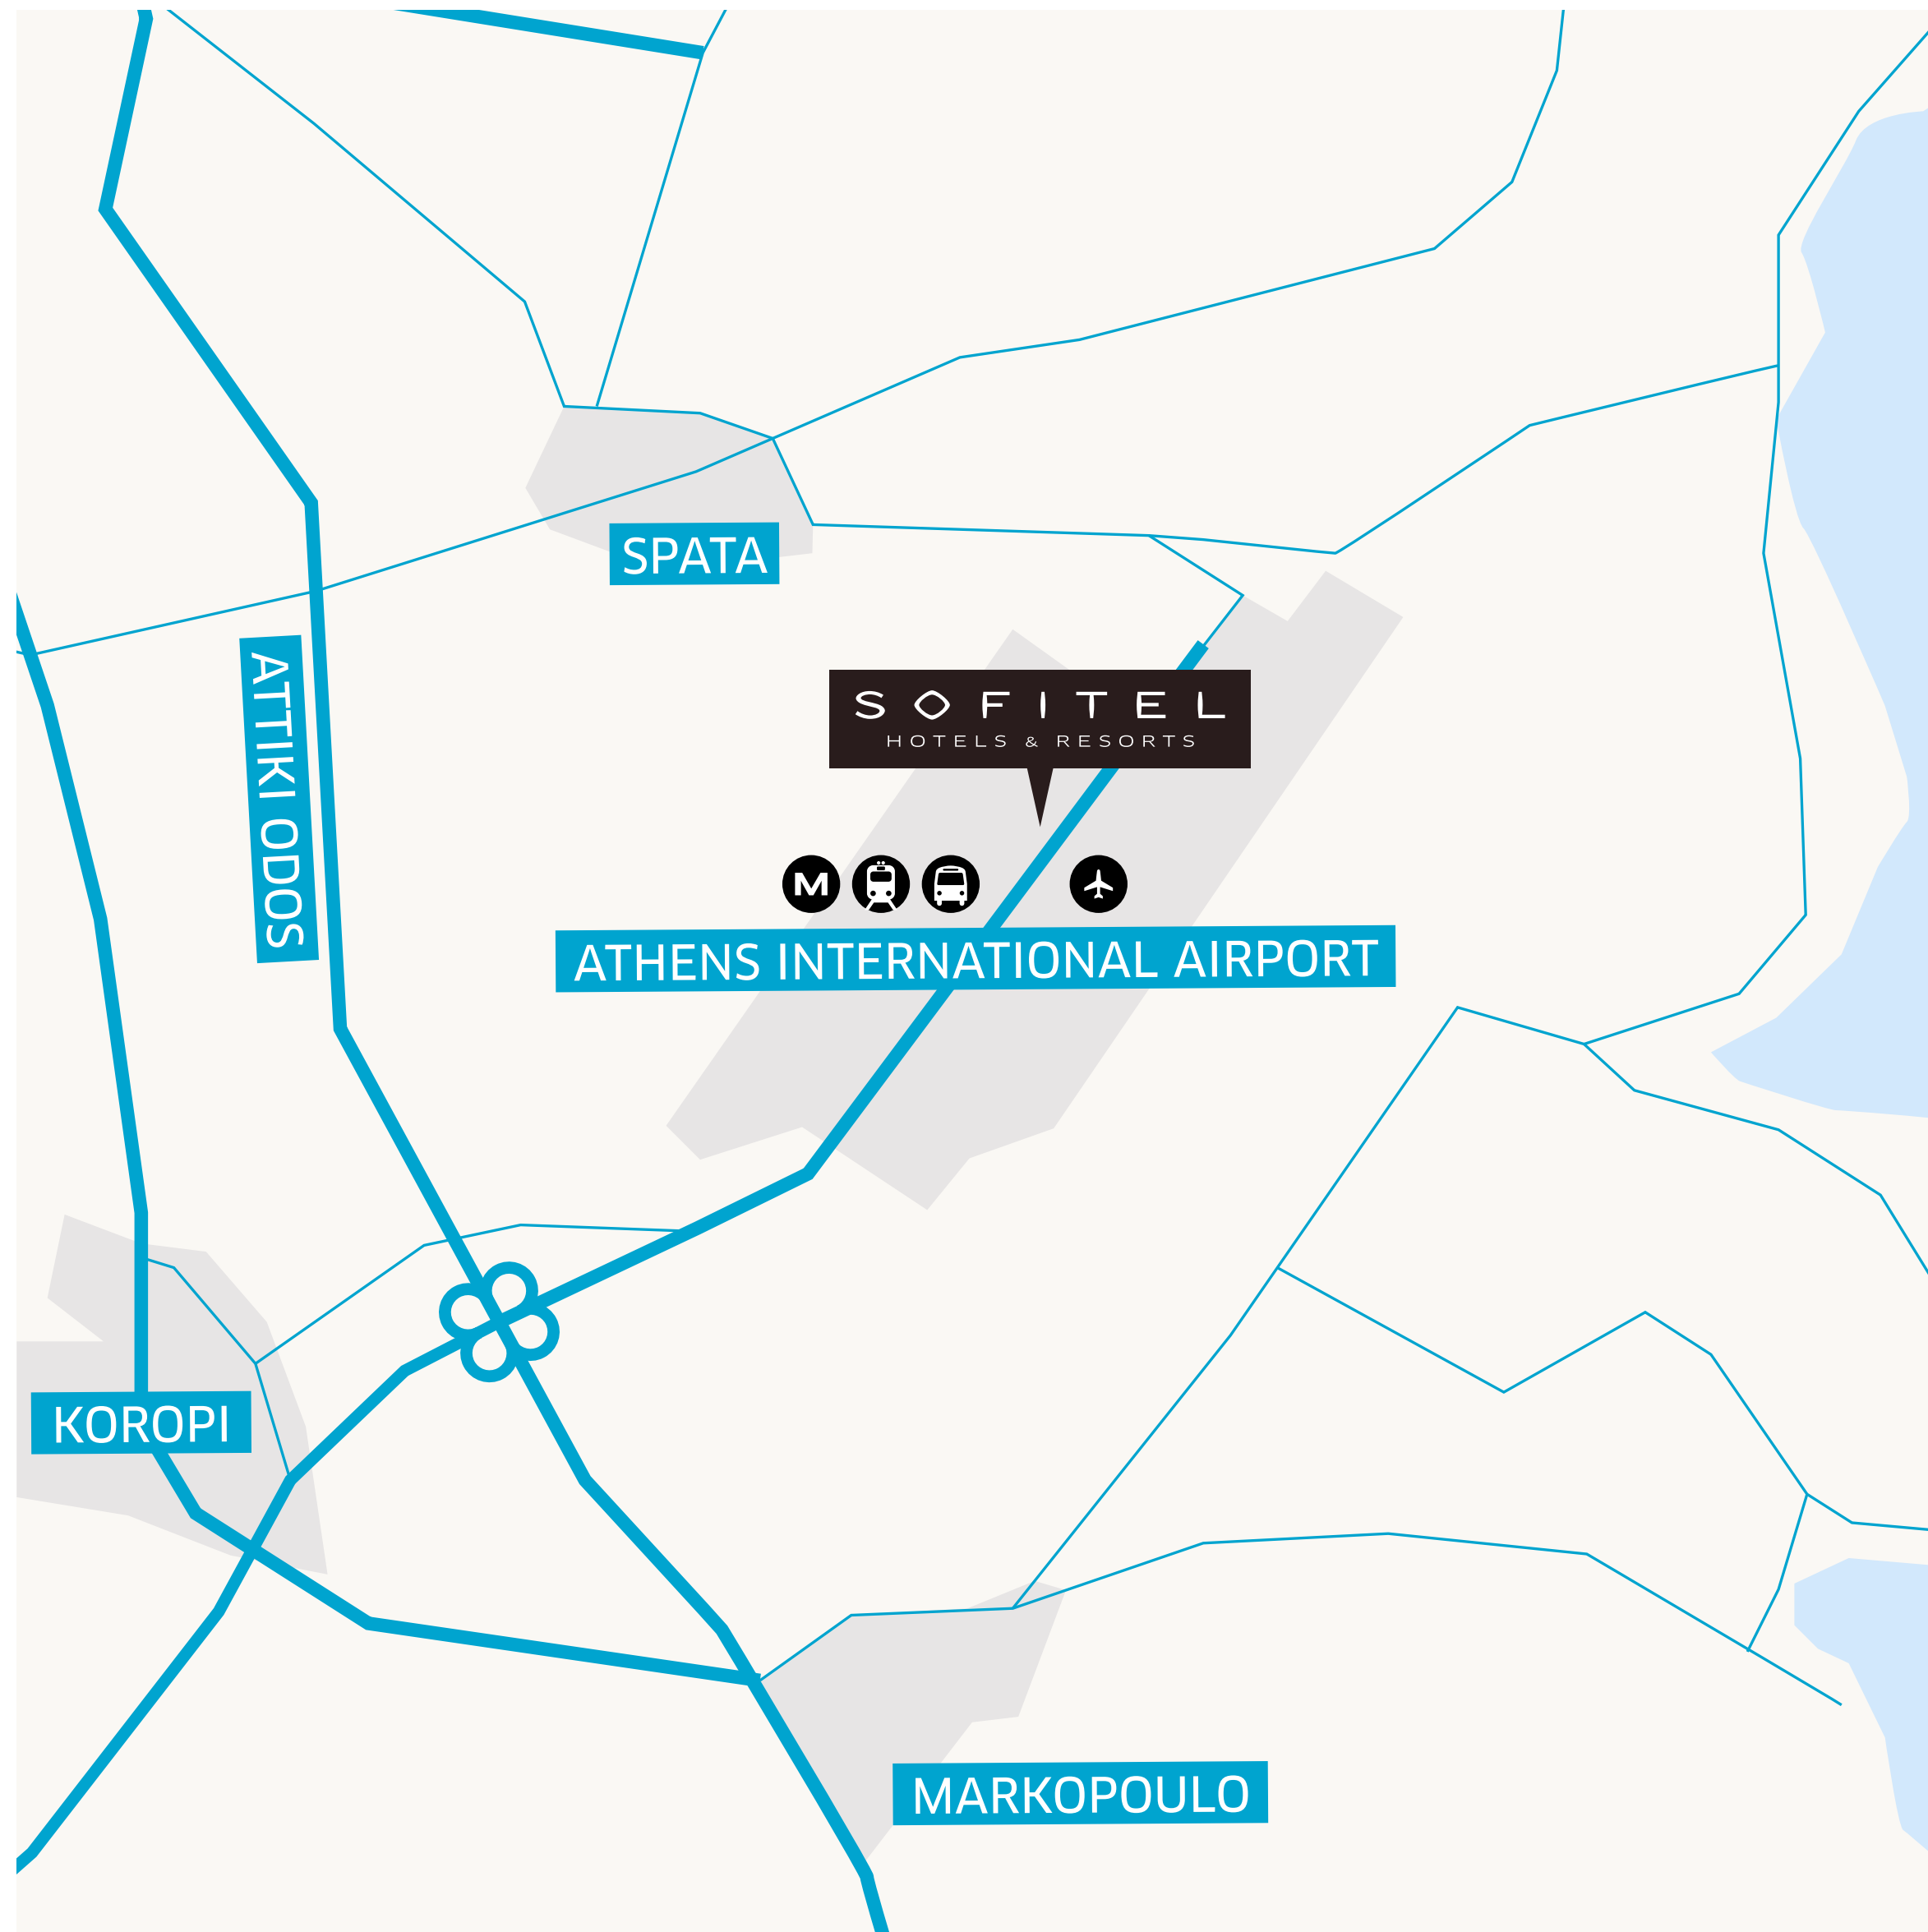 SPATA
ATTIKI ODOS
SOFITEL
HOTELS & RESORTS
M
ATHENS INTERNATIONAL AIRPORT
KOROPI
MARKOPOULO